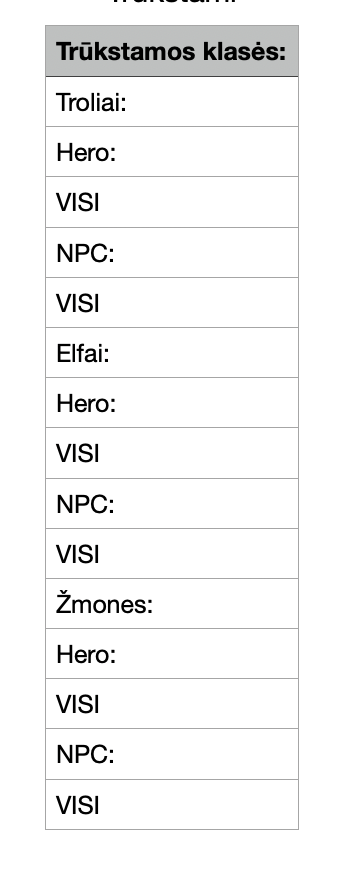 Trūkstamos klasės:
Troliai:
Hero:
VISI
NPC:
VISI
Elfai:
Hero:
VISI
NPC:
VISI
Žmones:
Hero:
VISI
NPC:
VISI